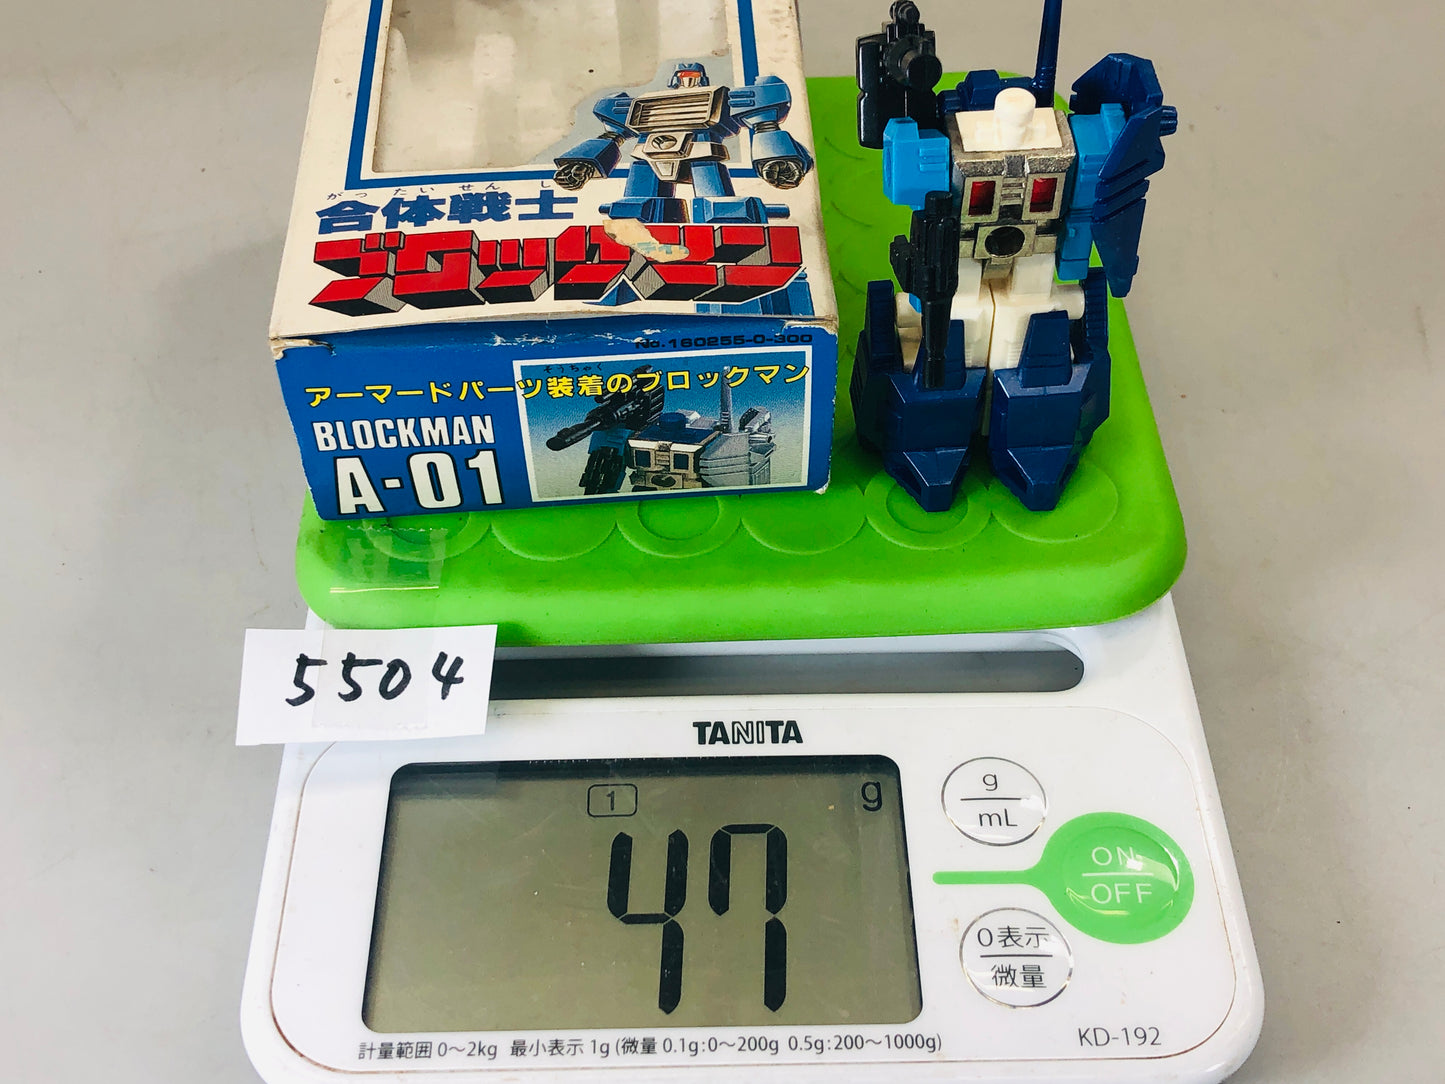 がったいせんし
合体戦士
ブロックマン
No.160255-0-300
そうちゃく
アーマードパーツ装着のブロックマン
BLOCKMAN
A-01
5504
TANITA
1
g
47
g
mL
ON
OFF
0表示
微量
KD-192
計量範囲 0〜2kg 最小表示 1g (微量 0.1g:0〜200g 0.5g:200〜1000g)